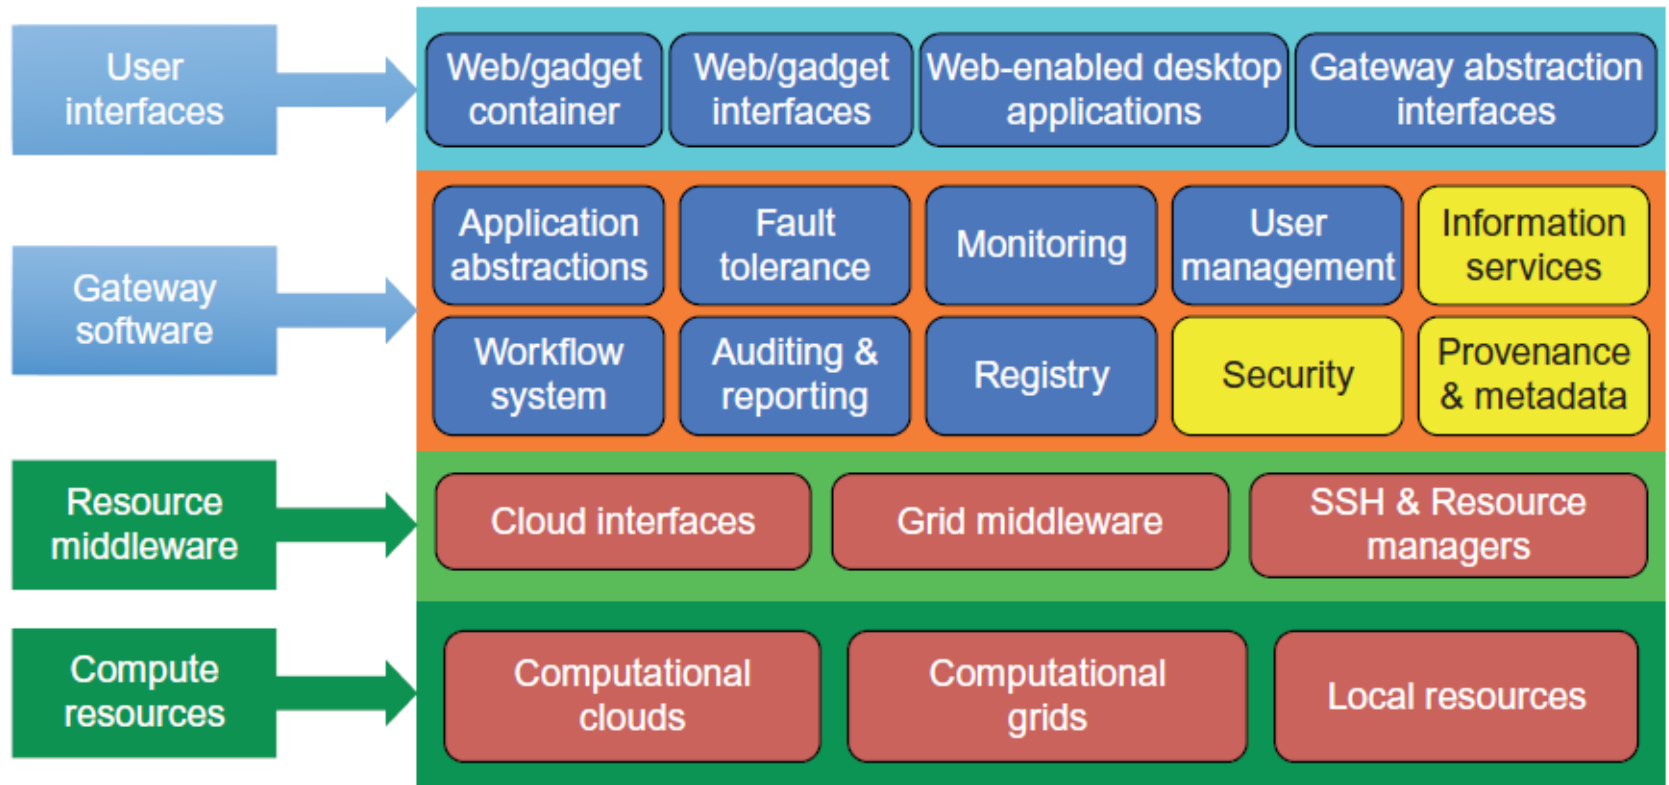 User
interfaces
Web/gadget
container
Web/gadget
interfaces
Web-enabled desktop
applications
Gateway abstraction
interfaces
Gateway
software
Application
abstractions
Fault
tolerance
Monitoring
User
management
Information
services
Workflow
system
Auditing &
reporting
Registry
Security
Provenance
& metadata
Resource
middleware
Cloud interfaces
Grid middleware
SSH & Resource
managers
Compute
resources
Computational
clouds
Computational
grids
Local resources